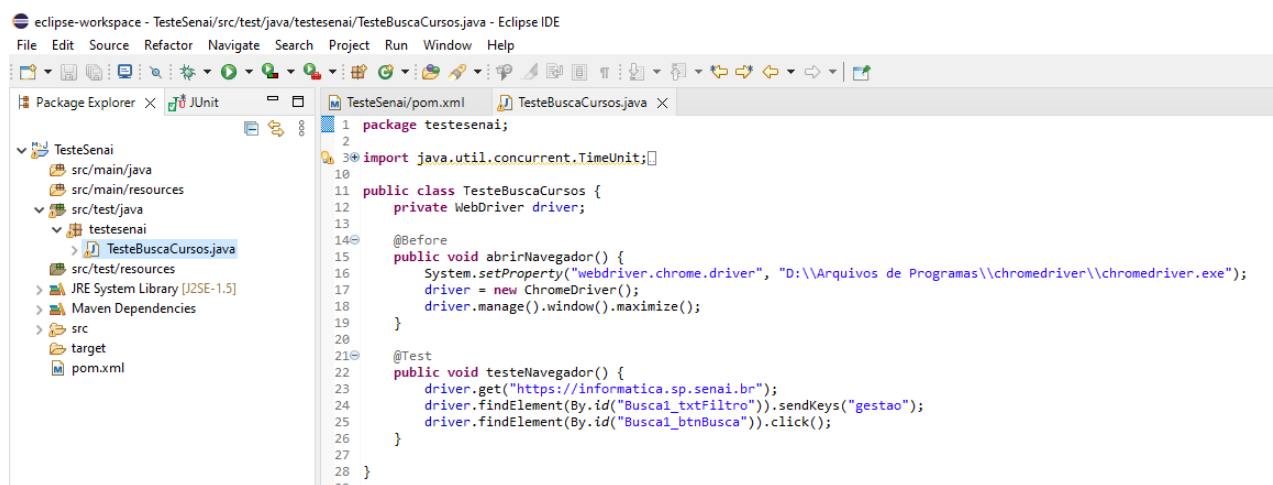 eclipse-workspace - TesteSenai/src/test/java/testesenai/TesteBuscaCursos.java - Eclipse IDE
File Edit Source Refactor Navigate Search Project Run Window Help
Package Explorer JUnit
TesteSenai
src/main/java
src/main/resources
src/test/java
testesenai
TesteBuscaCursos.java
src/test/resources
JRE System Library [J2SE-1.5]
Maven Dependencies
src
target
pom.xml
TesteSenai/pom.xml TesteBuscaCursos.java
1 package testesenai;
2
3 import java.util.concurrent.TimeUnit;
10
11 public class TesteBuscaCursos {
12 private WebDriver driver;
13
14 @Before
15 public void abrirNavegador() {
16 System.setProperty("webdriver.chrome.driver", "D:\\Arquivos de Programas\\chromedriver\\chromedriver.exe");
17 driver = new ChromeDriver();
18 driver.manage().window().maximize();
19 }
20
21 @Test
22 public void testeNavegador() {
23 driver.get("https://informatica.sp.senai.br");
24 driver.findElement(By.id("Busca1_txtFiltro")).sendKeys("gestao");
25 driver.findElement(By.id("Busca1_btnBusca")).click();
26 }
27
28 }